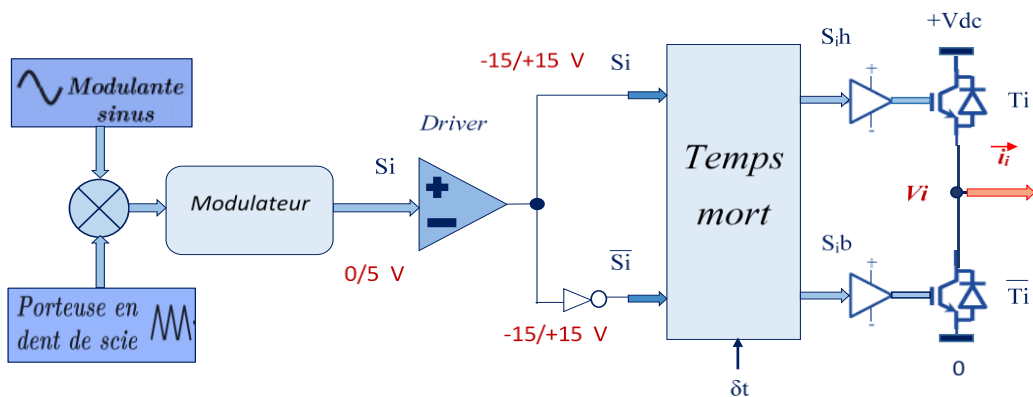 +Vdc
Sih
-15/+15 V
Si
Modulante
sinus
Driver
Ti
Si
Temps
mort
ii
Modulateur
Vi
Sib
Si
0/5 V
Ti
Porteuse en
dent de scie
-15/+15 V
0
δt